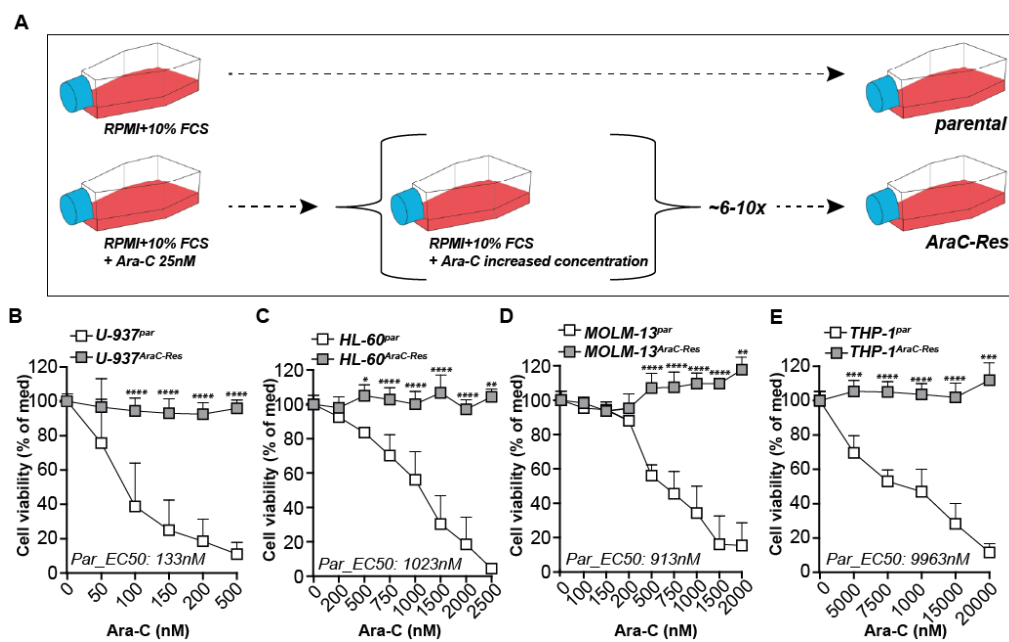 A
RPMI+10% FCS
parental
RPMI+10% FCS
+ Ara-C 25nM
RPMI+10% FCS
+ Ara-C increased concentration
~6-10x
AraC-Res
B
U-937par
U-937AraC-Res
Cell viability (% of med)
120
100
80
60
40
20
0
**** **** **** ****
Par_EC50: 133nM
0 50 100 150 200 500
Ara-C (nM)
C
HL-60par
HL-60AraC-Res
Cell viability (% of med)
120
100
80
60
40
20
0
* **** **** **** **** **
Par_EC50: 1023nM
0 200 500 750 1000 1500 2000 2500
Ara-C (nM)
D
MOLM-13par
MOLM-13AraC-Res
Cell viability (% of med)
120
100
80
60
40
20
0
**** **** **** **** **
Par_EC50: 913nM
0 100 150 200 500 750 1000 1500 2000
Ara-C (nM)
E
THP-1par
THP-1AraC-Res
Cell viability (% of med)
120
100
80
60
40
20
0
*** **** **** **** ***
Par_EC50: 9963nM
0 5000 7500 1000 15000 20000
Ara-C (nM)